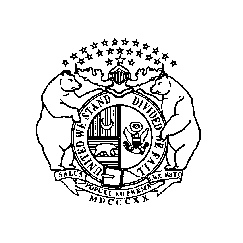 UNITED WE STAND DIVIDED WE FALL
SALUS POPULI SUPREMA LEX ESTO
MDCCCXX